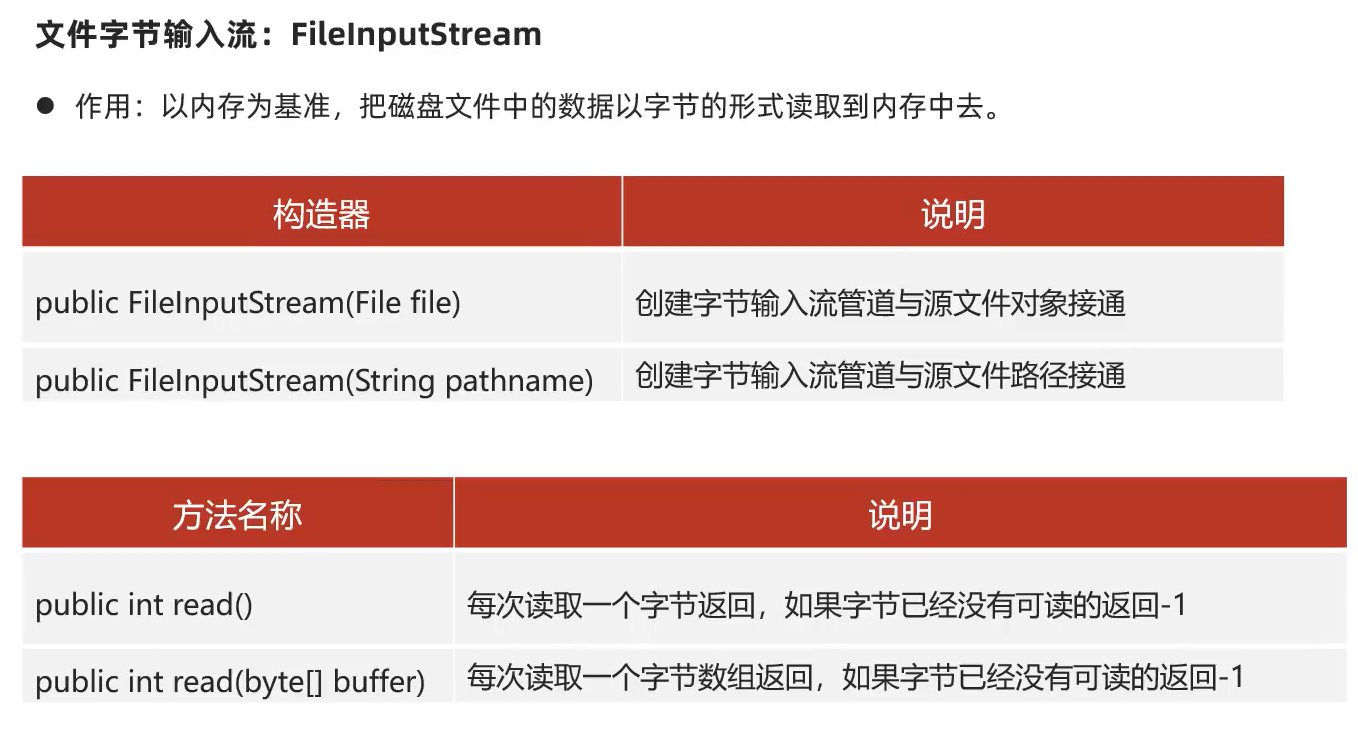 文件字节输入流：FileInputStream
● 作用：以内存为基准，把磁盘文件中的数据以字节的形式读取到内存中去。
构造器 说明
public FileInputStream(File file) 创建字节输入流管道与源文件对象接通
public FileInputStream(String pathname) 创建字节输入流管道与源文件路径接通
方法名称 说明
public int read() 每次读取一个字节返回，如果字节已经没有可读的返回-1
public int read(byte[] buffer) 每次读取一个字节数组返回，如果字节已经没有可读的返回-1